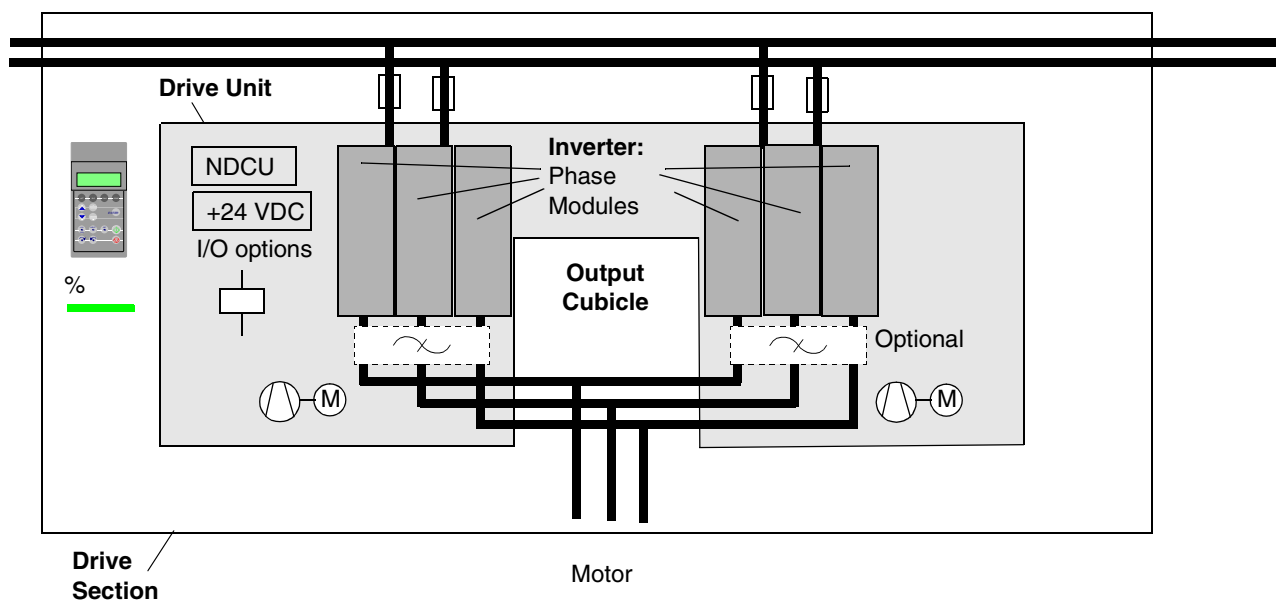 Drive Unit
NDCU
+24 VDC
I/O options
%
Inverter:
Phase
Modules
Output
Cubicle
Optional
M
M
Drive
Section
Motor